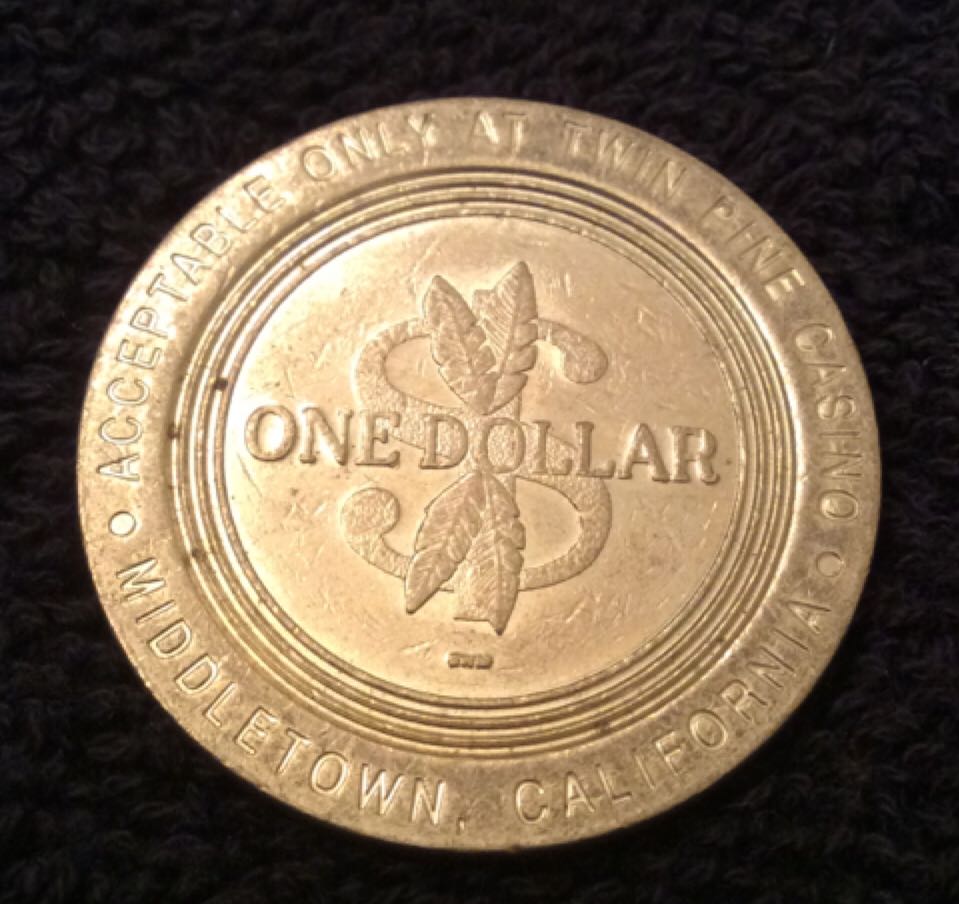 ACCEPTABLE ONLY AT TWIN PINE CASINO
ONE DOLLAR
MIDDLETOWN, CALIFORNIA